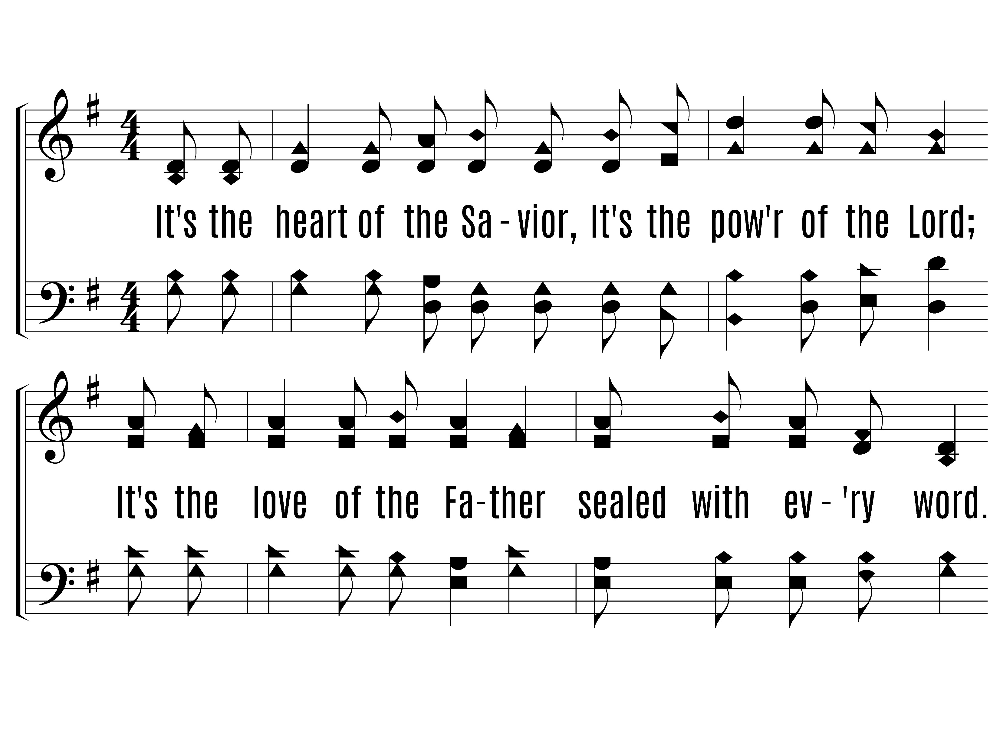 It's the heart of the Sa - vior, It's the pow'r of the Lord;
It's the love of the Fa-ther sealed with ev - 'ry word.